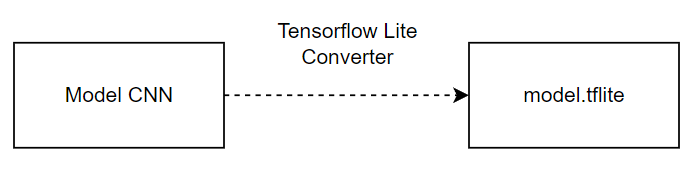 Model CNN
Tensorflow Lite
Converter
model.tflite